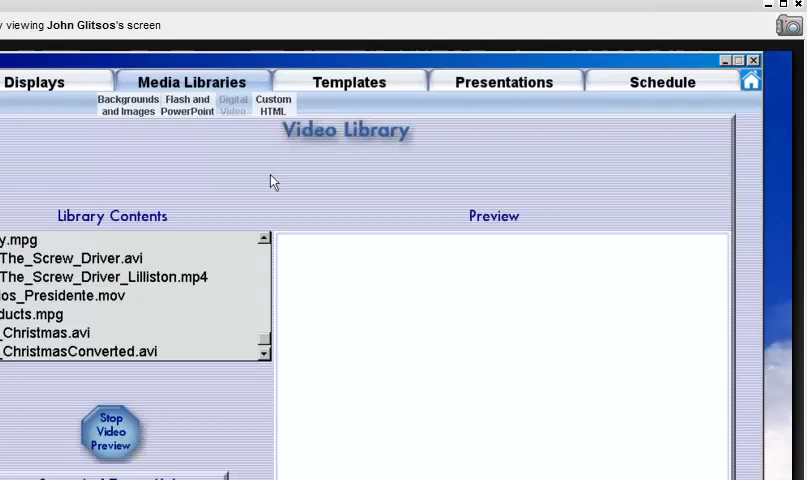 viewing John Glitsos's screen
Displays Media Libraries Templates Presentations Schedule
Backgrounds and Images
Flash and PowerPoint
Digital Video
Custom HTML
Video Library
Library Contents
Preview
y.mpg
The_Screw_Driver.avi
The_Screw_Driver_Lilliston.mp4
ios_Presidente.mov
ducts.mpg
_Christmas.avi
_ChristmasConverted.avi
Stop
Video
Preview